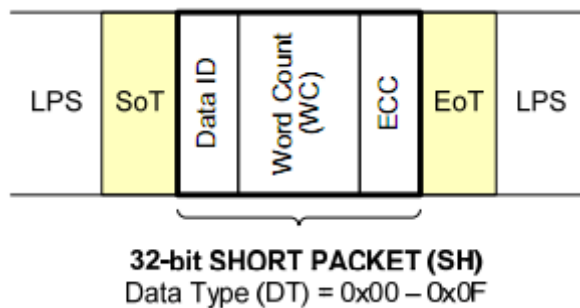 LPS SoT Data ID Word Count (WC) ECC EoT LPS
32-bit SHORT PACKET (SH)
Data Type (DT) = 0x00 – 0x0F